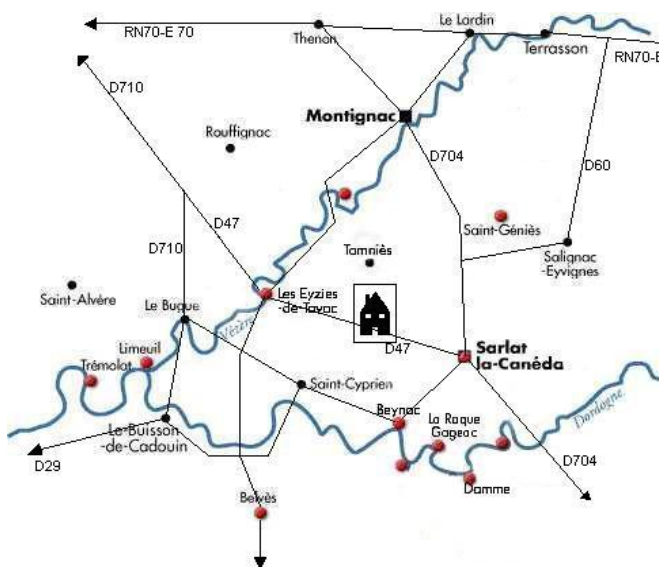 Le Lardin
RN70-E 70
Thenon
Terrasson
RN70-E
D710
Montignac
Rouffignac
D704
D60
D47
D710
Saint-Géniès
Tamniès
Salignac
-Eyvignes
Saint-Alvère
Les Eyzies
-de-Tayac
Le Bugue
Vézère
Limeuil
D47
Sarlat
la-Canéda
Trémolat
Saint-Cyprien
Beynac
La Roque
Gageac
Dordogne
Le-Buisson
-de-Cadouin
D29
D704
Damme
Belvès